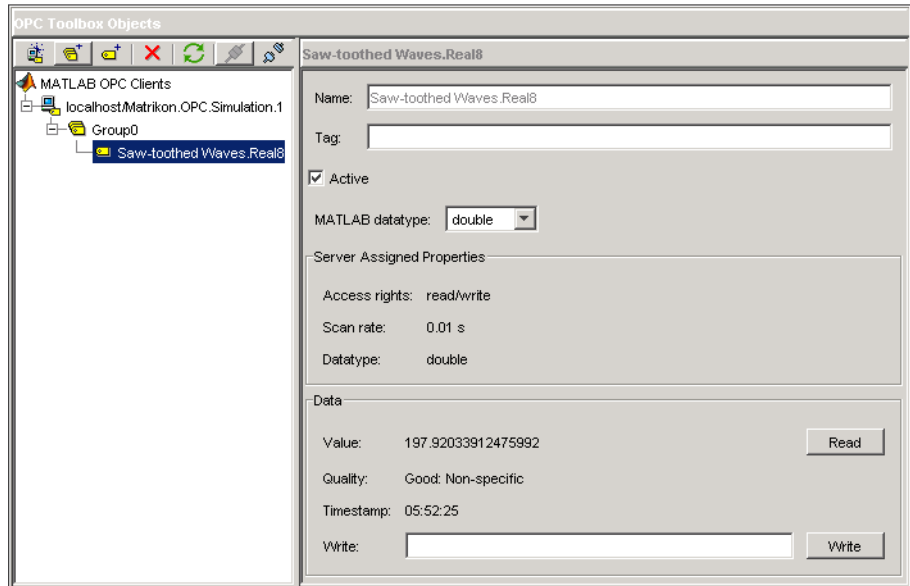 OPC Toolbox Objects
MATLAB OPC Clients
localhost/Matrikon.OPC.Simulation.1
Group0
Saw-toothed Waves.Real8
Saw-toothed Waves.Real8
Name: Saw-toothed Waves.Real8
Tag:
Active
MATLAB datatype: double
Server Assigned Properties
Access rights: read/write
Scan rate: 0.01 s
Datatype: double
Data
Value: 197.92033912475992 Read
Quality: Good: Non-specific
Timestamp: 05:52:25
Write: Write